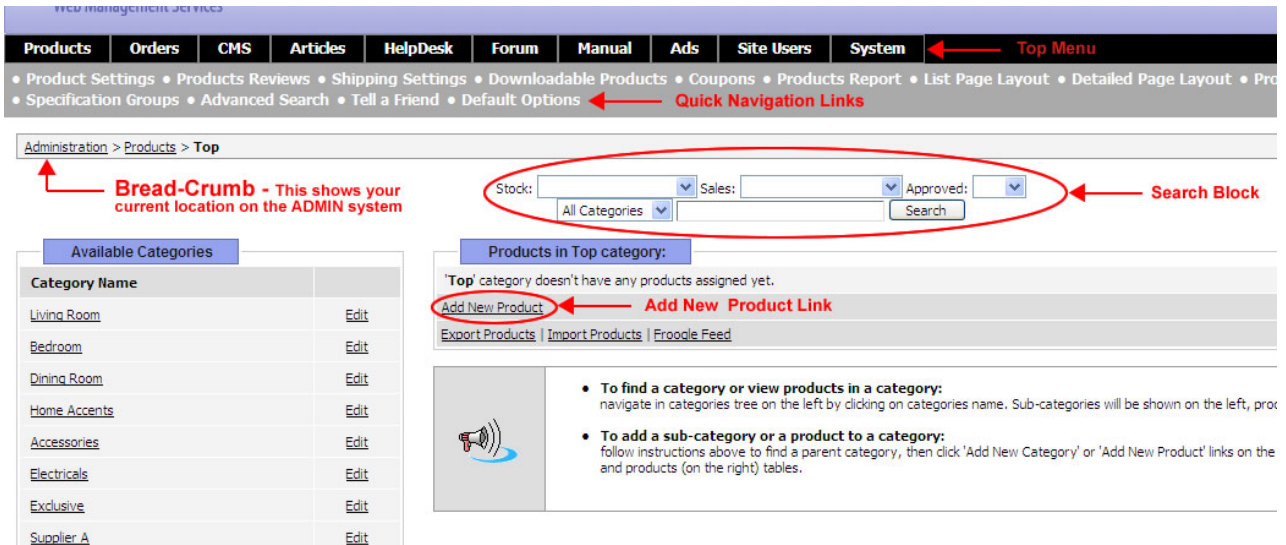 Web Management Services
Products Orders CMS Articles HelpDesk Forum Manual Ads Site Users System Top Menu
• Product Settings • Products Reviews • Shipping Settings • Downloadable Products • Coupons • Products Report • List Page Layout • Detailed Page Layout • Pro
• Specification Groups • Advanced Search • Tell a Friend • Default Options Quick Navigation Links
Administration > Products > Top
Bread-Crumb - This shows your
current location on the ADMIN system
Stock: Sales: Approved:
All Categories Search
Search Block
Available Categories
Category Name
Living Room Edit
Bedroom Edit
Dining Room Edit
Home Accents Edit
Accessories Edit
Electricals Edit
Exclusive Edit
Supplier A Edit
Products in Top category:
'Top' category doesn't have any products assigned yet.
Add New Product Add New Product Link
Export Products | Import Products | Froogle Feed
• To find a category or view products in a category:
navigate in categories tree on the left by clicking on categories name. Sub-categories will be shown on the left, prod
• To add a sub-category or a product to a category:
follow instructions above to find a parent category, then click 'Add New Category' or 'Add New Product' links on the
and products (on the right) tables.